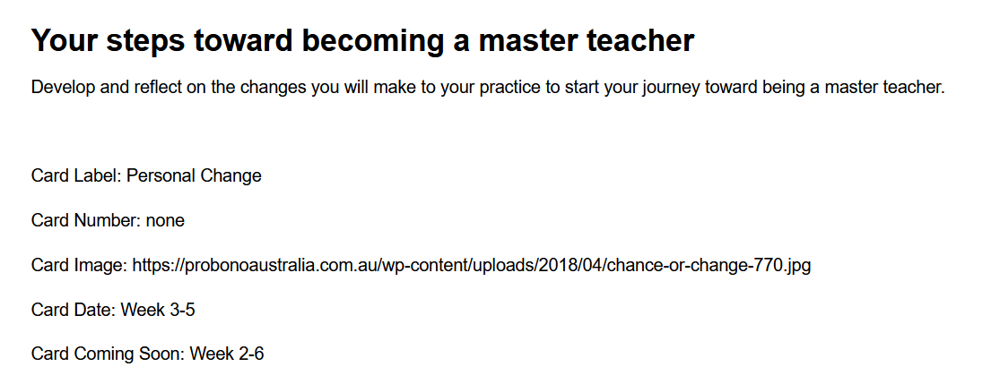 Your steps toward becoming a master teacher
Develop and reflect on the changes you will make to your practice to start your journey toward being a master teacher.
Card Label: Personal Change
Card Number: none
Card Image: https://probonoaustralia.com.au/wp-content/uploads/2018/04/chance-or-change-770.jpg
Card Date: Week 3-5
Card Coming Soon: Week 2-6